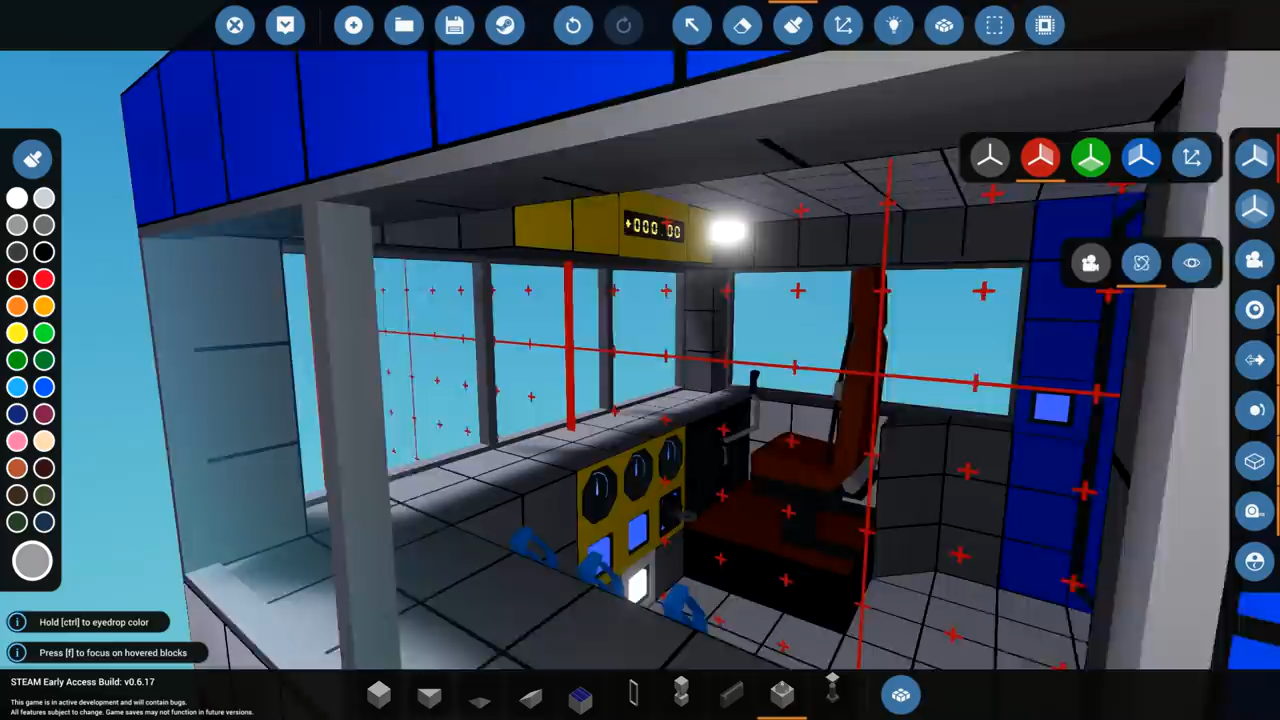 +000.00
Hold [ctrl] to eyedrop color
Press [f] to focus on hovered blocks
STEAM Early Access Build: v0.6.17
This game is in active development and will contain bugs.
All features subject to change. Game saves may not function in future versions.